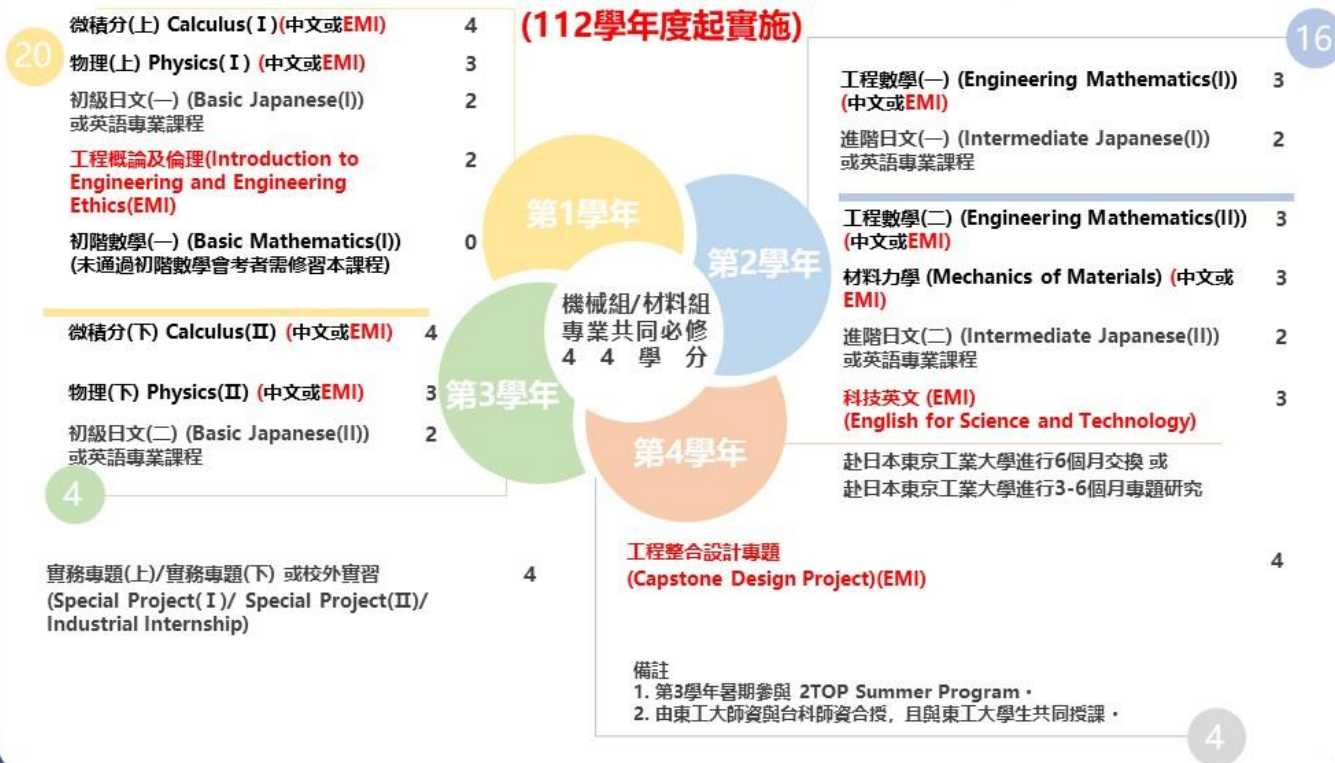 (112學年度起實施)
20
微積分(上) Calculus(Ⅰ)(中文或EMI) 4
物理(上) Physics(Ⅰ) (中文或EMI) 3
初級日文(一) (Basic Japanese(I)) 2
或英語專業課程
工程概論及倫理(Introduction to 2
Engineering and Engineering
Ethics(EMI)
初階數學(一) (Basic Mathematics(I)) 0
(未通過初階數學會考者需修習本課程)
微積分(下) Calculus(Ⅱ) (中文或EMI) 4
物理(下) Physics(Ⅱ) (中文或EMI) 3
初級日文(二) (Basic Japanese(II)) 2
或英語專業課程
第1學年
第2學年
第3學年
第4學年
機械組/材料組
專業共同必修
4 4 學 分
16
工程數學(一) (Engineering Mathematics(I)) 3
(中文或EMI)
進階日文(一) (Intermediate Japanese(I)) 2
或英語專業課程
工程數學(二) (Engineering Mathematics(II)) 3
(中文或EMI)
材料力學 (Mechanics of Materials) (中文或 3
EMI)
進階日文(二) (Intermediate Japanese(II)) 2
或英語專業課程
科技英文 (EMI) 3
(English for Science and Technology)
赴日本東京工業大學進行6個月交換 或
赴日本東京工業大學進行3-6個月專題研究
4
實務專題(上)/實務專題(下) 或校外實習 4
(Special Project(Ⅰ)/ Special Project(Ⅱ)/
Industrial Internship)
工程整合設計專題 4
(Capstone Design Project)(EMI)
備註
1. 第3學年暑期參與 2TOP Summer Program・
2. 由東工大師資與台科師資合授, 且與東工大學生共同授課・
4